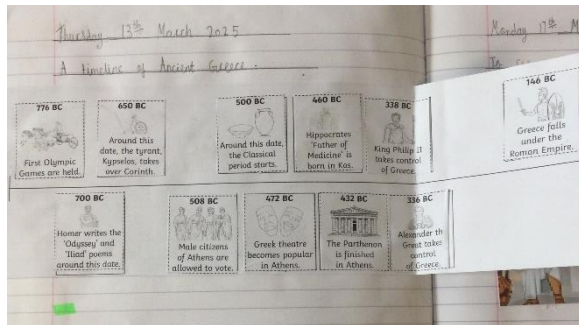 Thursday 13th March 2025
Monday 17th M
A timeline of Ancient Greece.
776 BC
First Olympic
Games are held.
650 BC
Around this
date, the tyrant,
Kypselos, takes
over Corinth.
500 BC
Around this date,
the Classical
period starts.
460 BC
Hippocrates
'Father of
Medicine' is
born in Kos.
338 BC
King Philip II
takes control
of Greece.
146 BC
Greece falls
under the
Roman Empire.
700 BC
Homer writes the
'Odyssey' and
'Iliad' poems
around this date.
508 BC
Male citizens
of Athens are
allowed to vote.
472 BC
Greek theatre
becomes popular
in Athens.
432 BC
The Parthenon
is finished
in Athens.
336 BC
Alexander th
Great takes
control
of Greece.